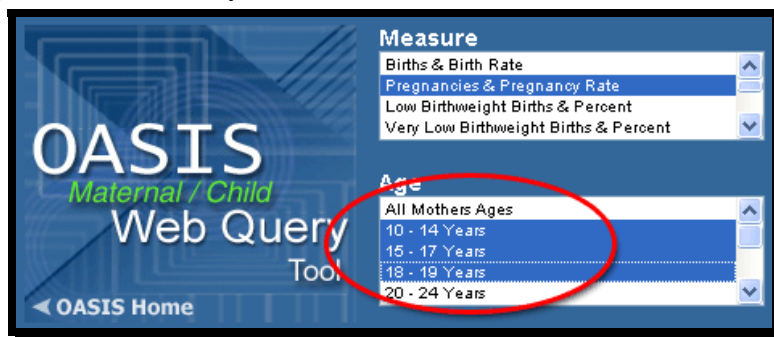 OASIS
Maternal / Child
Web Query
Tool
OASIS Home
Measure
Births & Birth Rate
Pregnancies & Pregnancy Rate
Low Birthweight Births & Percent
Very Low Birthweight Births & Percent
Age
All Mothers Ages
10 - 14 Years
15 - 17 Years
18 - 19 Years
20 - 24 Years